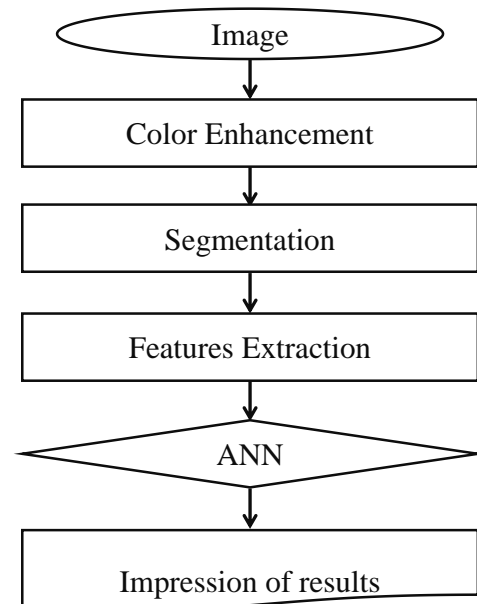 Image
Color Enhancement
Segmentation
Features Extraction
ANN
Impression of results